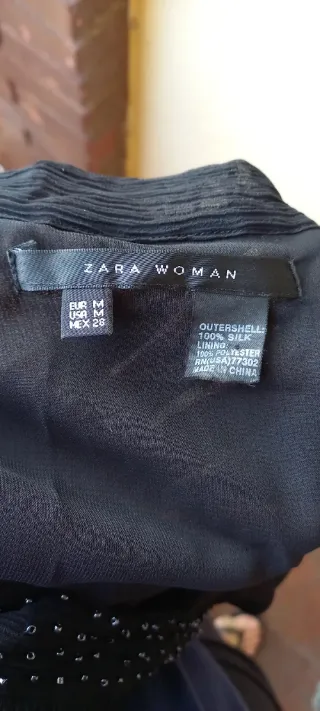 ZARA WOMAN
EUR M
USA M
MEX 28
OUTERSHELL:
100% SILK
LINING:
100% POLYESTER
RN(USA)77302
MADE IN CHINA